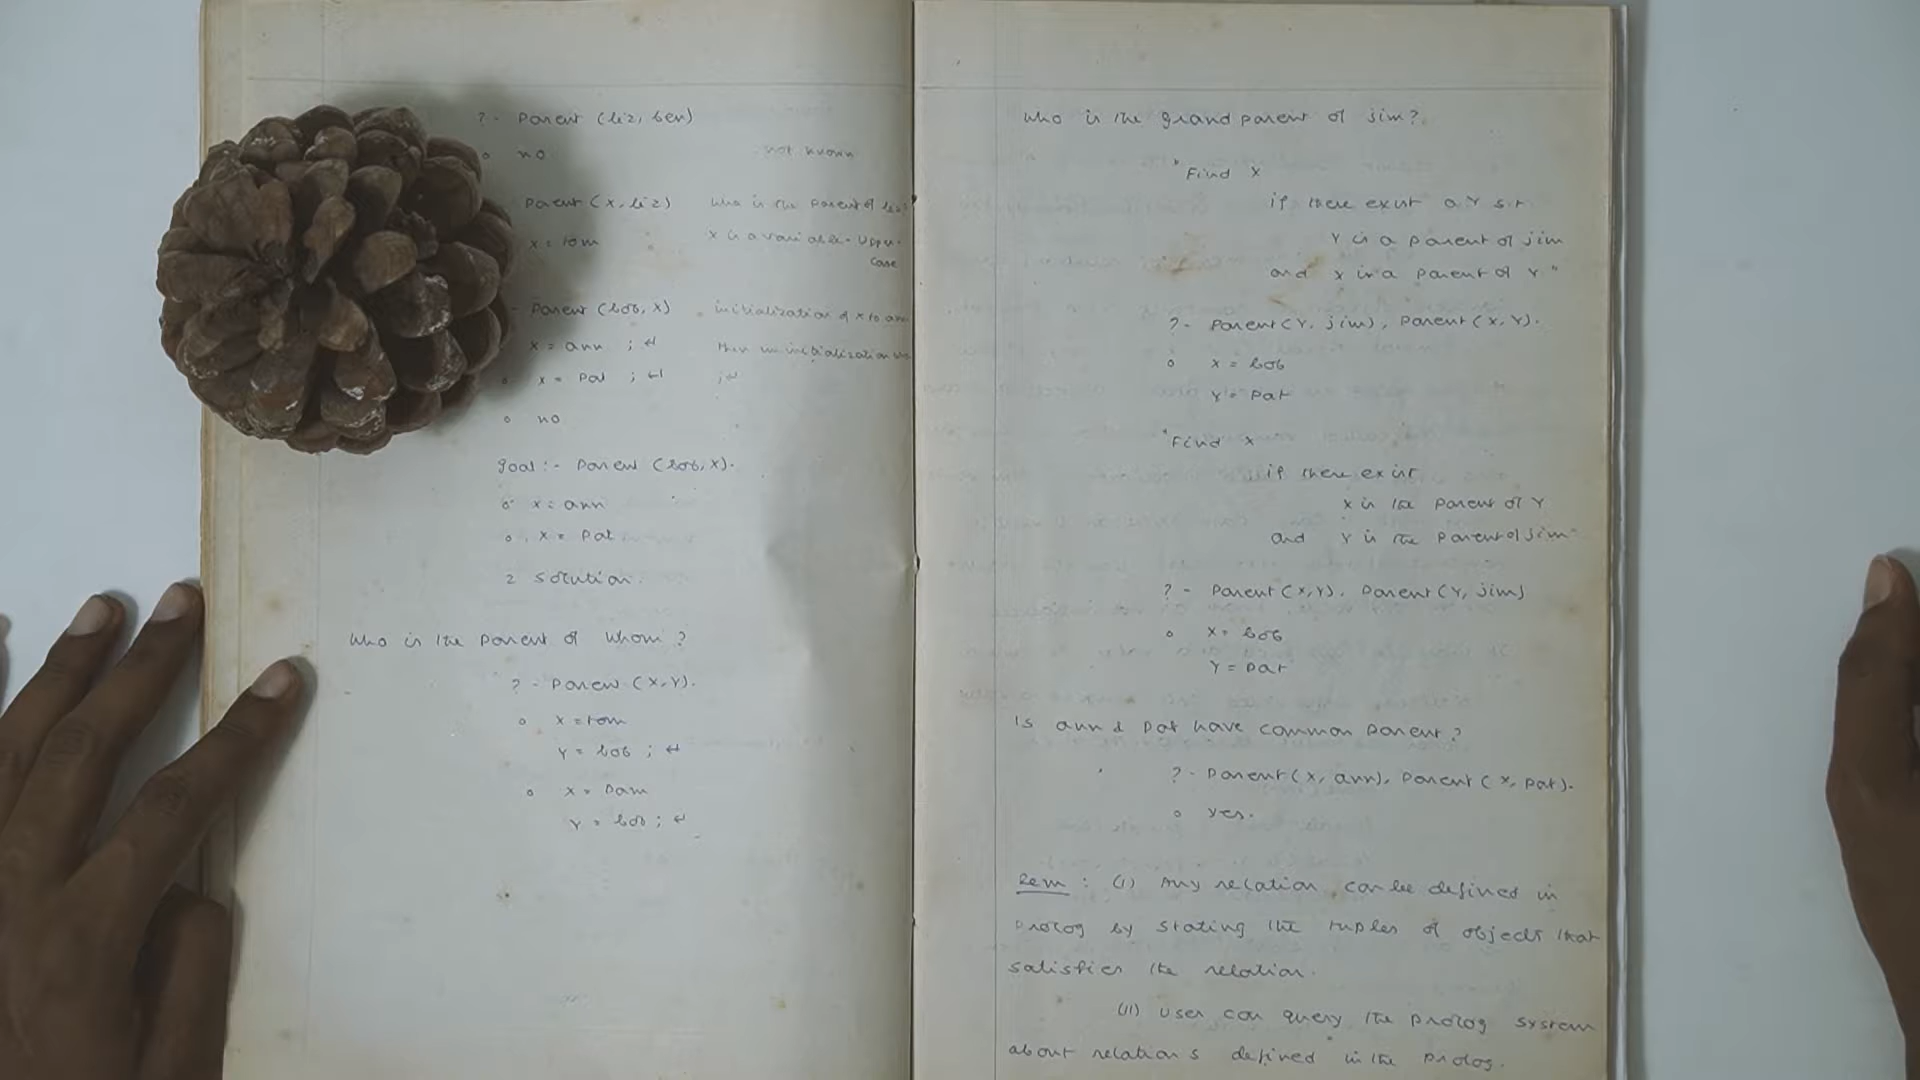 ? - Parent (liz, ben)
o no not known
Parent (X, liz) who is the parent of liz?
X = tom X is a variable - Upper
case
- Parent (bob, X) initialization of X to ann
X = ann ; ↵ then uninitialization
o X = Pat ; ↵ ;↵
o no
goal :- Parent (bob, X).
o X = ann
o X = Pat
2 solution.
Who is the parent of whom ?
? - Parent (X, Y).
o X = tom
Y = bob ; ↵
o X = Pam
Y = bob ; ↵
Who is the grand parent of jim?
"Find X
if there exist a Y s.t
Y is a parent of jim
and X is a parent of Y"
? - Parent(Y, jim), Parent(X, Y).
o X = bob
Y = Pat
"Find X
if there exist
X is the parent of Y
and Y is the parent of jim"
? - Parent(X, Y). Parent(Y, jim)
o X = bob
Y = Pat
Is ann & pat have common parent?
? - Parent(X, ann), Parent(X, pat).
o yes.
Rem : (i) Any relation can be defined in
prolog by stating the tuples of objects that
satisfies the relation.
(ii) User can query the prolog system
about relations defined in the prolog.